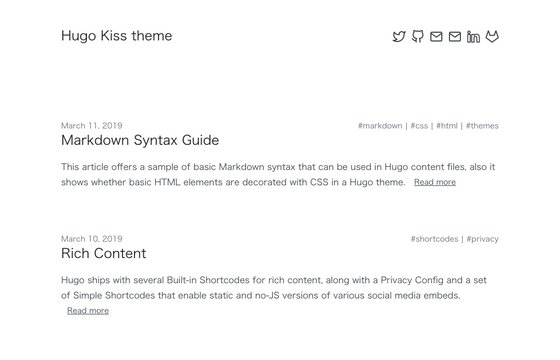 Hugo Kiss theme
March 11, 2019
#markdown | #css | #html | #themes
Markdown Syntax Guide
This article offers a sample of basic Markdown syntax that can be used in Hugo content files, also it
shows whether basic HTML elements are decorated with CSS in a Hugo theme. Read more
March 10, 2019
#shortcodes | #privacy
Rich Content
Hugo ships with several Built-in Shortcodes for rich content, along with a Privacy Config and a set
of Simple Shortcodes that enable static and no-JS versions of various social media embeds.
Read more